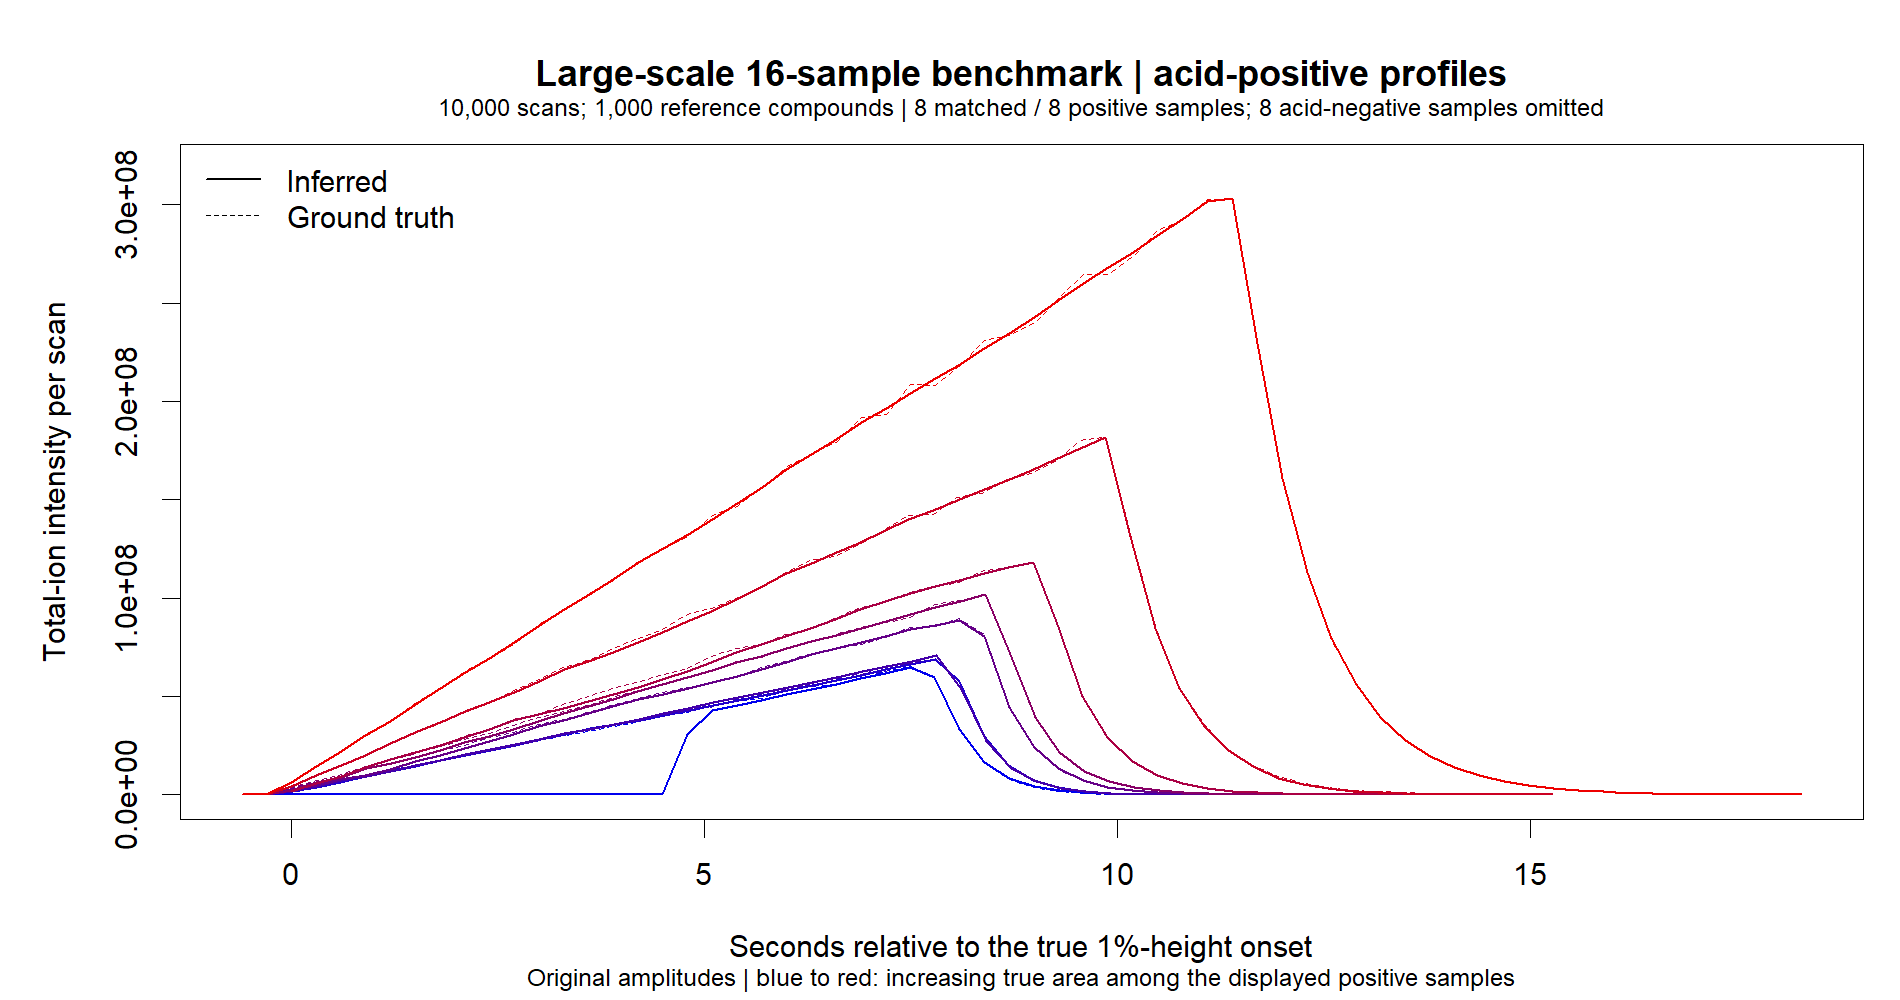 Large-scale 16-sample benchmark | acid-positive profiles
10,000 scans; 1,000 reference compounds | 8 matched / 8 positive samples; 8 acid-negative samples omitted
Inferred
Ground truth
Total-ion intensity per scan
3.0e+08
2.0e+08
1.0e+08
0.0e+00
0
5
10
15
Seconds relative to the true 1%-height onset
Original amplitudes | blue to red: increasing true area among the displayed positive samples